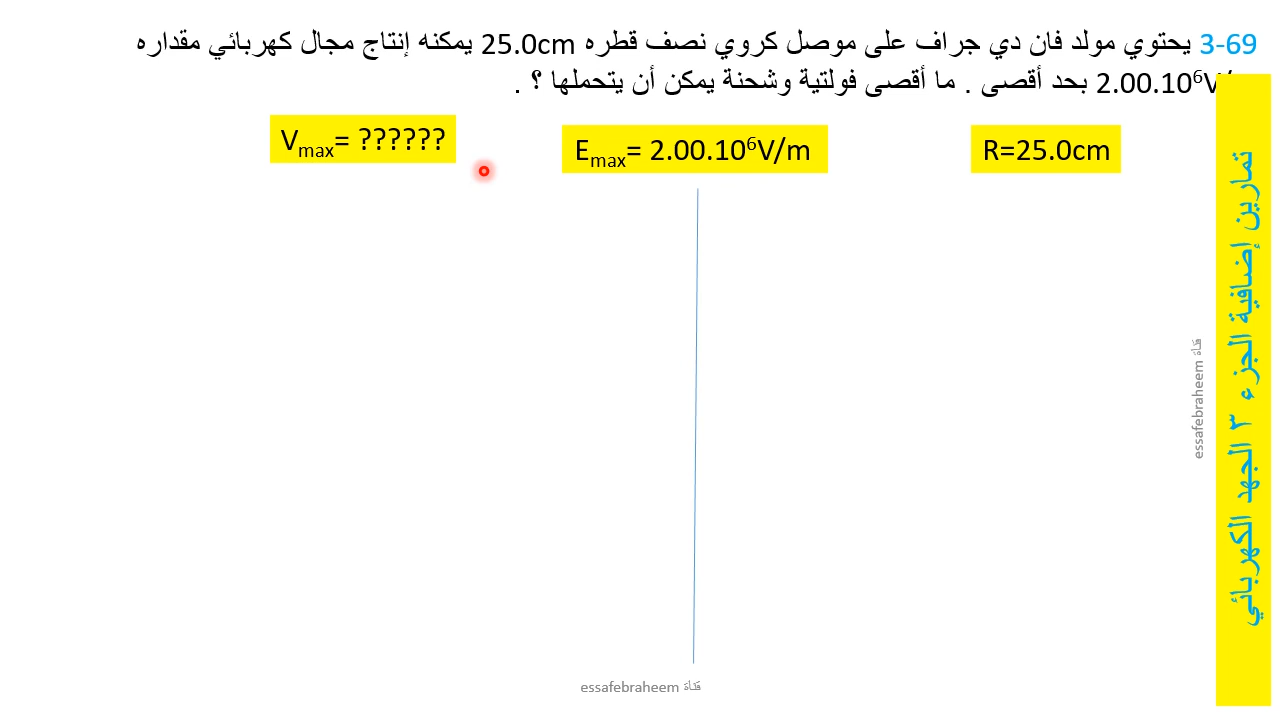 3-69 يحتوي مولد فان دي جراف على موصل كروي نصف قطره 25.0cm يمكنه إنتاج مجال كهربائي مقداره
2.00.10⁶V/ بحد أقصى . ما أقصى فولتية وشحنة يمكن أن يتحملها ؟ .
R=25.0cm
Emax= 2.00.10⁶V/m
Vmax= ??????
تمارين إضافية الجزء ٣ الجهد الكهربائي
قناة essafebraheem
قناة essafebraheem